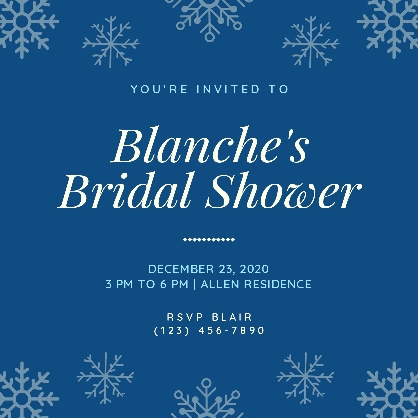 YOU'RE INVITED TO
Blanche's
Bridal Shower
DECEMBER 23, 2020
3 PM TO 6 PM | ALLEN RESIDENCE
RSVP BLAIR
(123) 456-7890